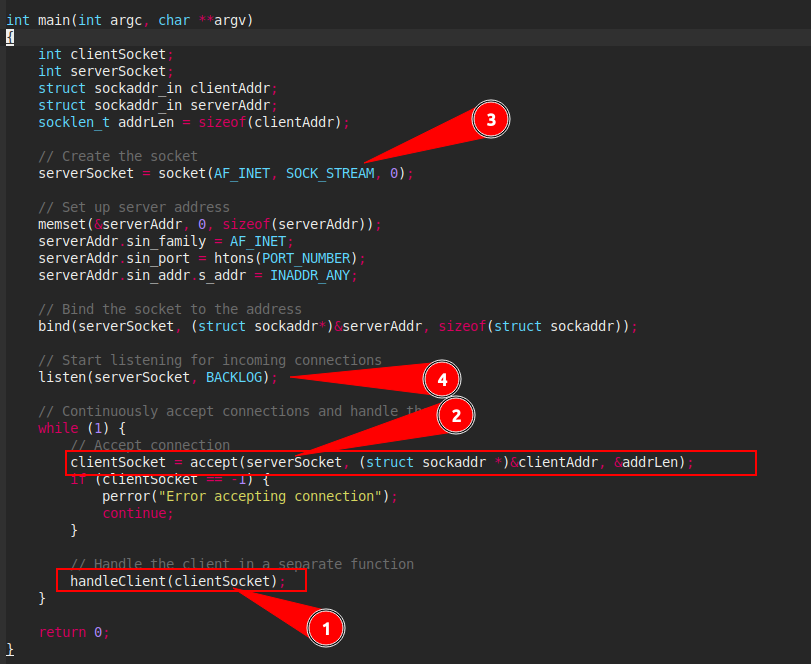 int main(int argc, char **argv)
{
    int clientSocket;
    int serverSocket;
    struct sockaddr_in clientAddr;
    struct sockaddr_in serverAddr;
    socklen_t addrLen = sizeof(clientAddr);
3
    // Create the socket
    serverSocket = socket(AF_INET, SOCK_STREAM, 0);
    // Set up server address
    memset(&serverAddr, 0, sizeof(serverAddr));
    serverAddr.sin_family = AF_INET;
    serverAddr.sin_port = htons(PORT_NUMBER);
    serverAddr.sin_addr.s_addr = INADDR_ANY;
    // Bind the socket to the address
    bind(serverSocket, (struct sockaddr*)&serverAddr, sizeof(struct sockaddr));
    // Start listening for incoming connections
    listen(serverSocket, BACKLOG);
4
    // Continuously accept connections and handle
2
    while (1) {
        // Accept connection
        clientSocket = accept(serverSocket, (struct sockaddr *)&clientAddr, &addrLen);
        if (clientSocket == -1) {
            perror("Error accepting connection");
            continue;
        }
        // Handle the client in a separate function
        handleClient(clientSocket);
    }
1
    return 0;
}